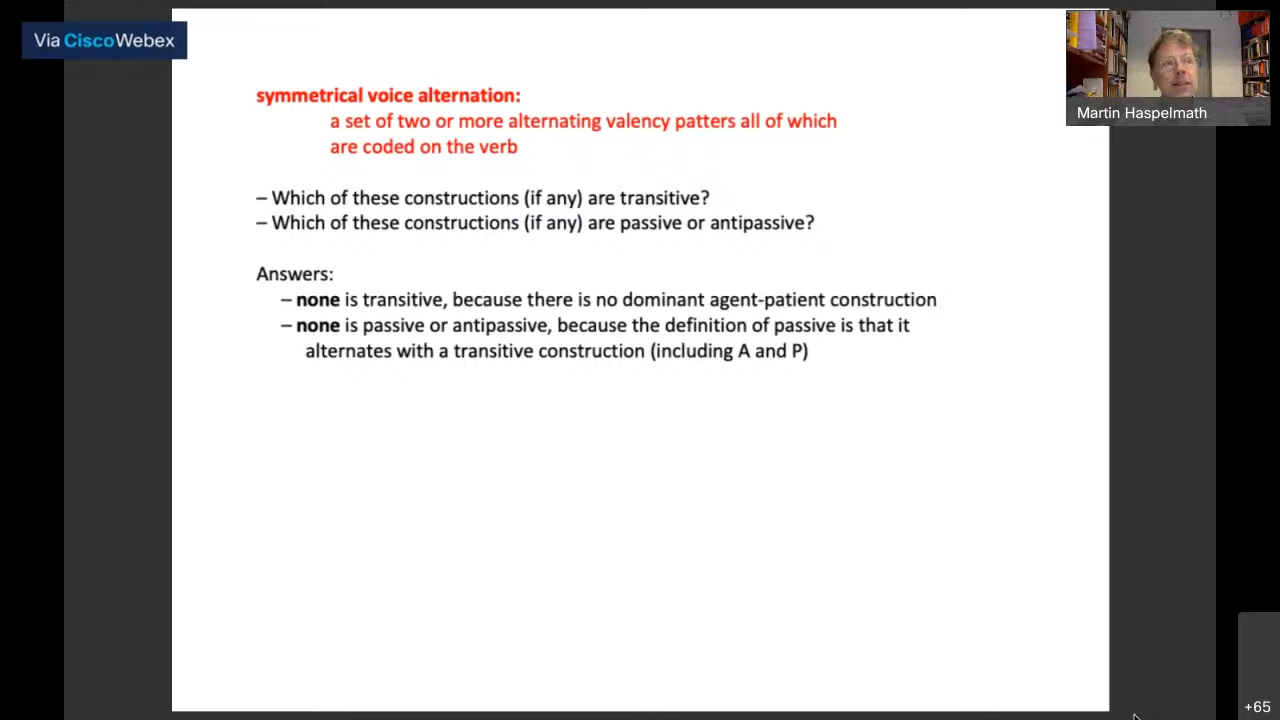 Via Cisco Webex
Martin Haspelmath
symmetrical voice alternation:
a set of two or more alternating valency patters all of which
are coded on the verb
– Which of these constructions (if any) are transitive?
– Which of these constructions (if any) are passive or antipassive?
Answers:
– none is transitive, because there is no dominant agent-patient construction
– none is passive or antipassive, because the definition of passive is that it
alternates with a transitive construction (including A and P)
+65